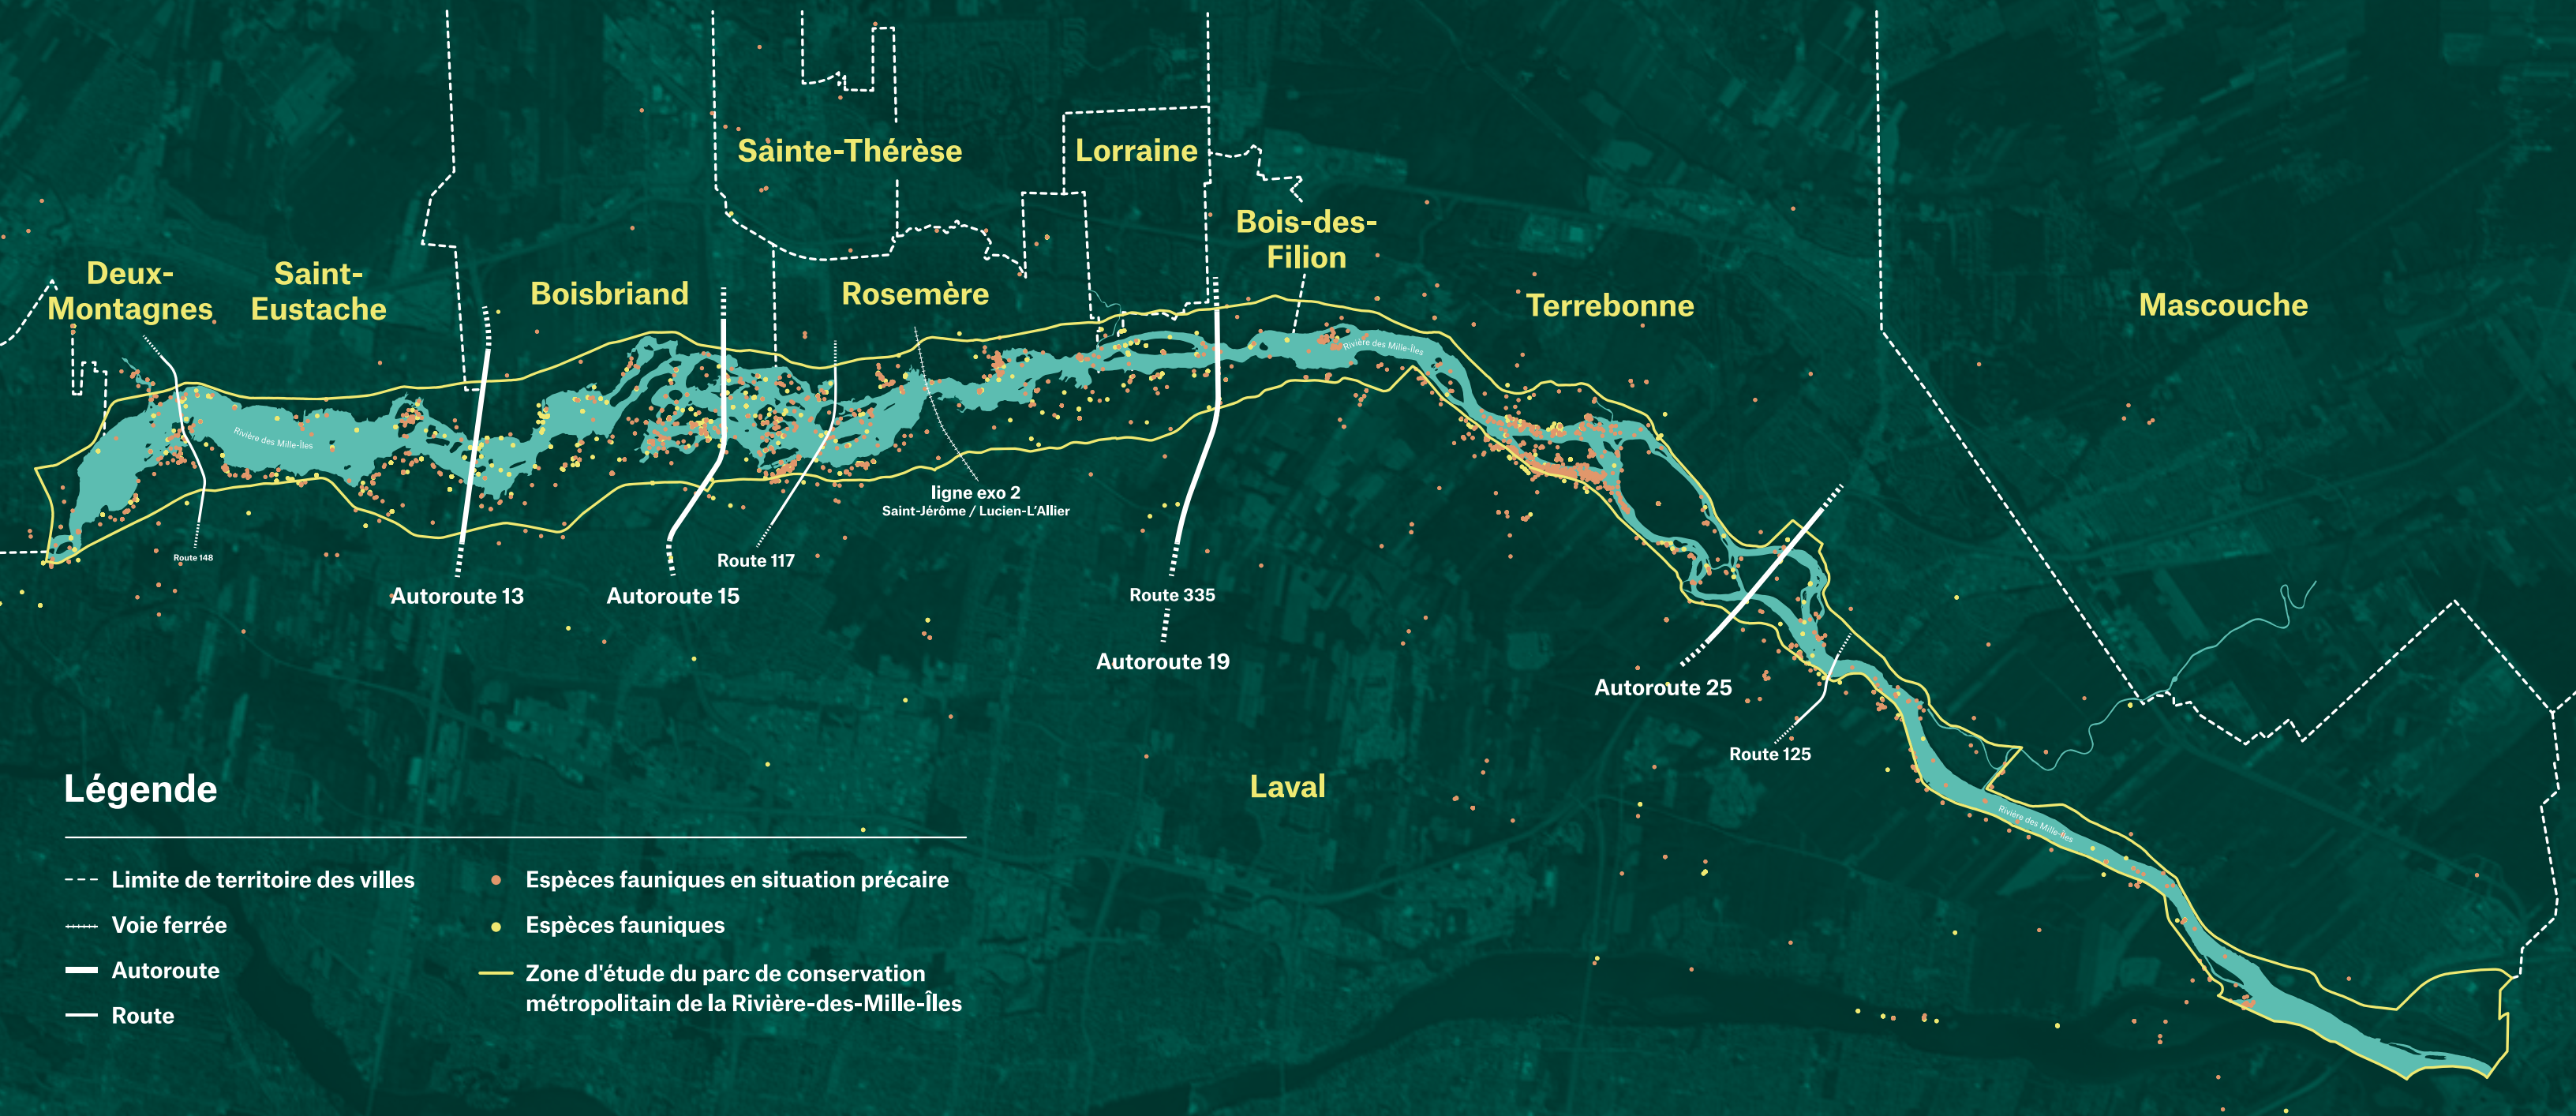 Sainte-Thérèse
Lorraine
Bois-des-
Filion
Deux-
Montagnes
Saint-
Eustache
Boisbriand
Rosemère
Terrebonne
Mascouche
Rivière des Mille-Îles
Rivière des Mille-Îles
ligne exo 2
Saint-Jérôme / Lucien-L'Allier
Route 148
Route 117
Autoroute 13
Autoroute 15
Route 335
Autoroute 19
Autoroute 25
Route 125
Laval
Rivière des Mille-Îles
Légende
Limite de territoire des villes
Voie ferrée
Autoroute
Route
Espèces fauniques en situation précaire
Espèces fauniques
Zone d'étude du parc de conservation
métropolitain de la Rivière-des-Mille-Îles